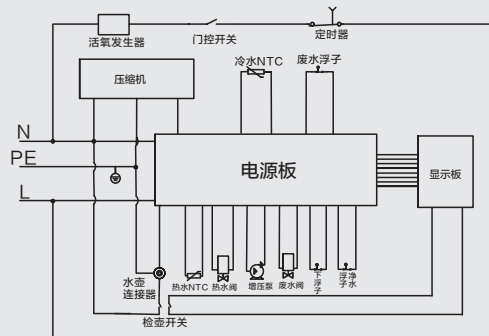 活氧发生器
门控开关
定时器
压缩机
冷水NTC
废水浮子
N
PE
L
电源板
显示板
水壶
连接器
热水NTC
热水阀
增压泵
废水阀
下浮子
净水浮子
检壶开关